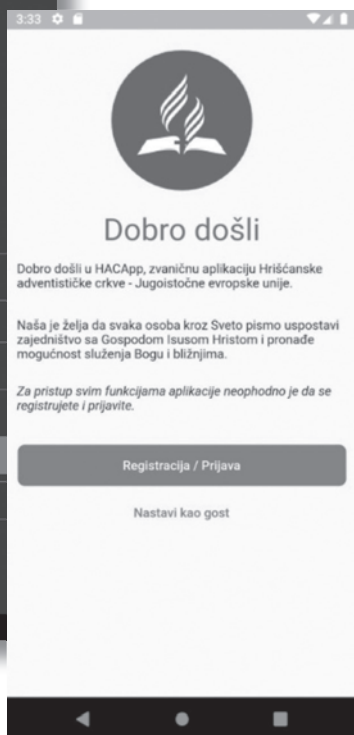 3:33
Dobro došli
Dobro došli u HACApp, zvaničnu aplikaciju Hrišćanske
adventističke crkve - Jugoistočne evropske unije.
Naša je želja da svaka osoba kroz Sveto pismo uspostavi
zajedništvo sa Gospodom Isusom Hristom i pronađe
mogućnost služenja Bogu i bližnjima.
Za pristup svim funkcijama aplikacije neophodno je da se
registrujete i prijavite.
Registracija / Prijava
Nastavi kao gost